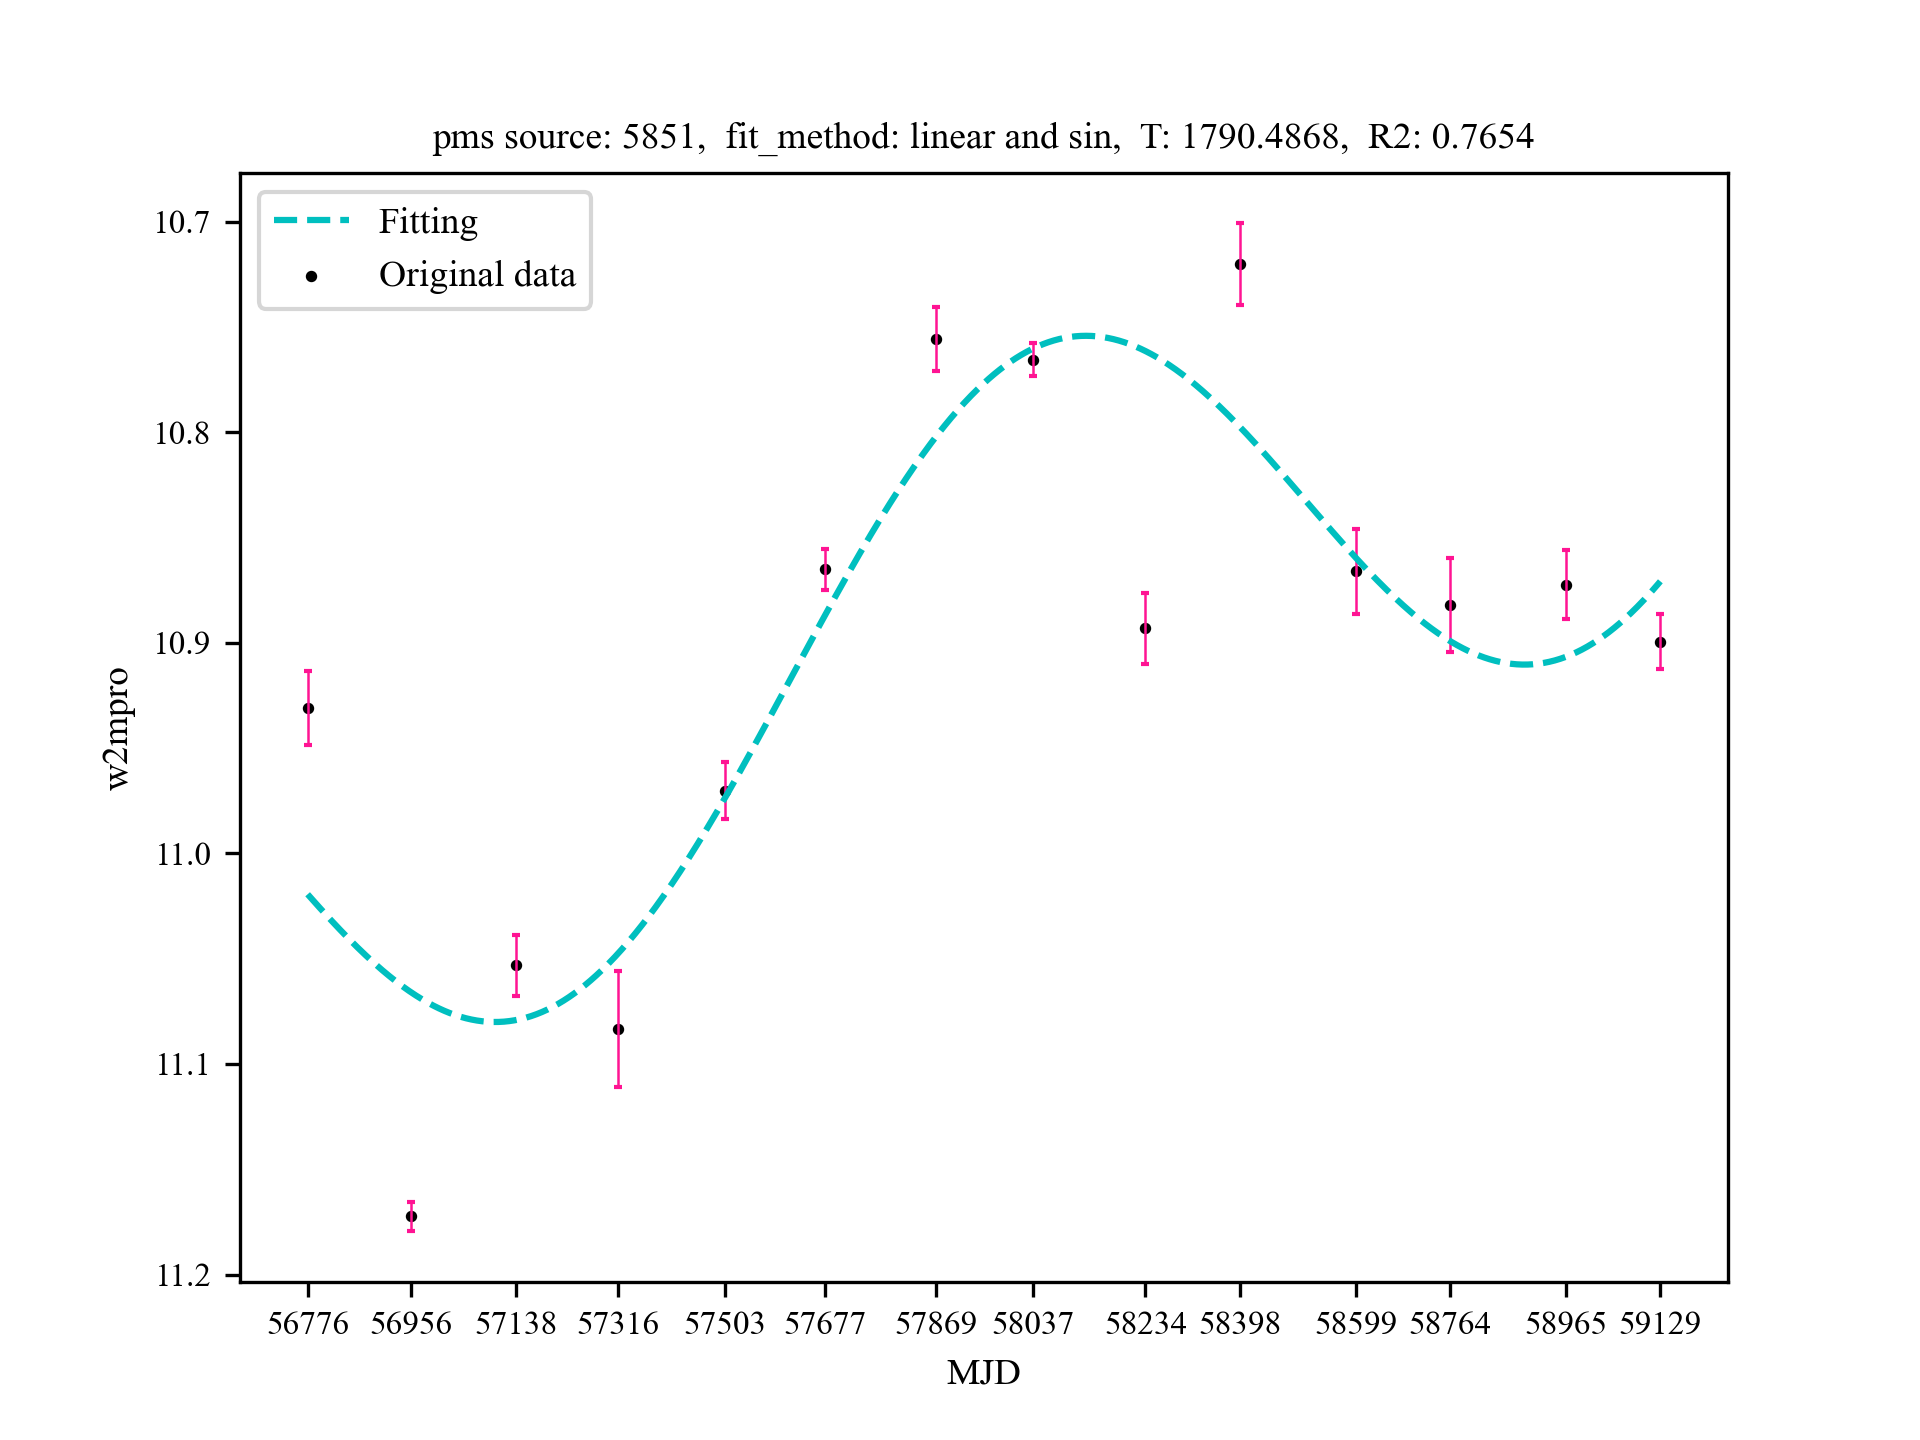 pms source: 5851,  fit_method: linear and sin,  T: 1790.4868,  R2: 0.7654
Fitting
Original data
10.7
10.8
10.9
11.0
11.1
11.2
w2mpro
56776 56956 57138 57316 57503 57677 57869 58037 58234 58398 58599 58764 58965 59129
MJD